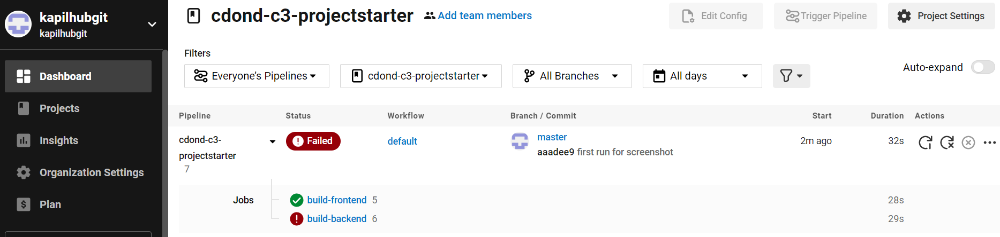 kapilhubgit
kapilhubgit
Dashboard
Projects
Insights
Organization Settings
Plan
cdond-c3-projectstarter
Add team members
Edit Config
Trigger Pipeline
Project Settings
Filters
Everyone’s Pipelines
cdond-c3-projectstarter
All Branches
All days
Auto-expand
Pipeline Status Workflow Branch / Commit Start Duration Actions
cdond-c3-
projectstarter
7
Failed
default
master
aaadee9 first run for screenshot
2m ago
32s
Jobs
build-frontend 5 28s
build-backend 6 29s